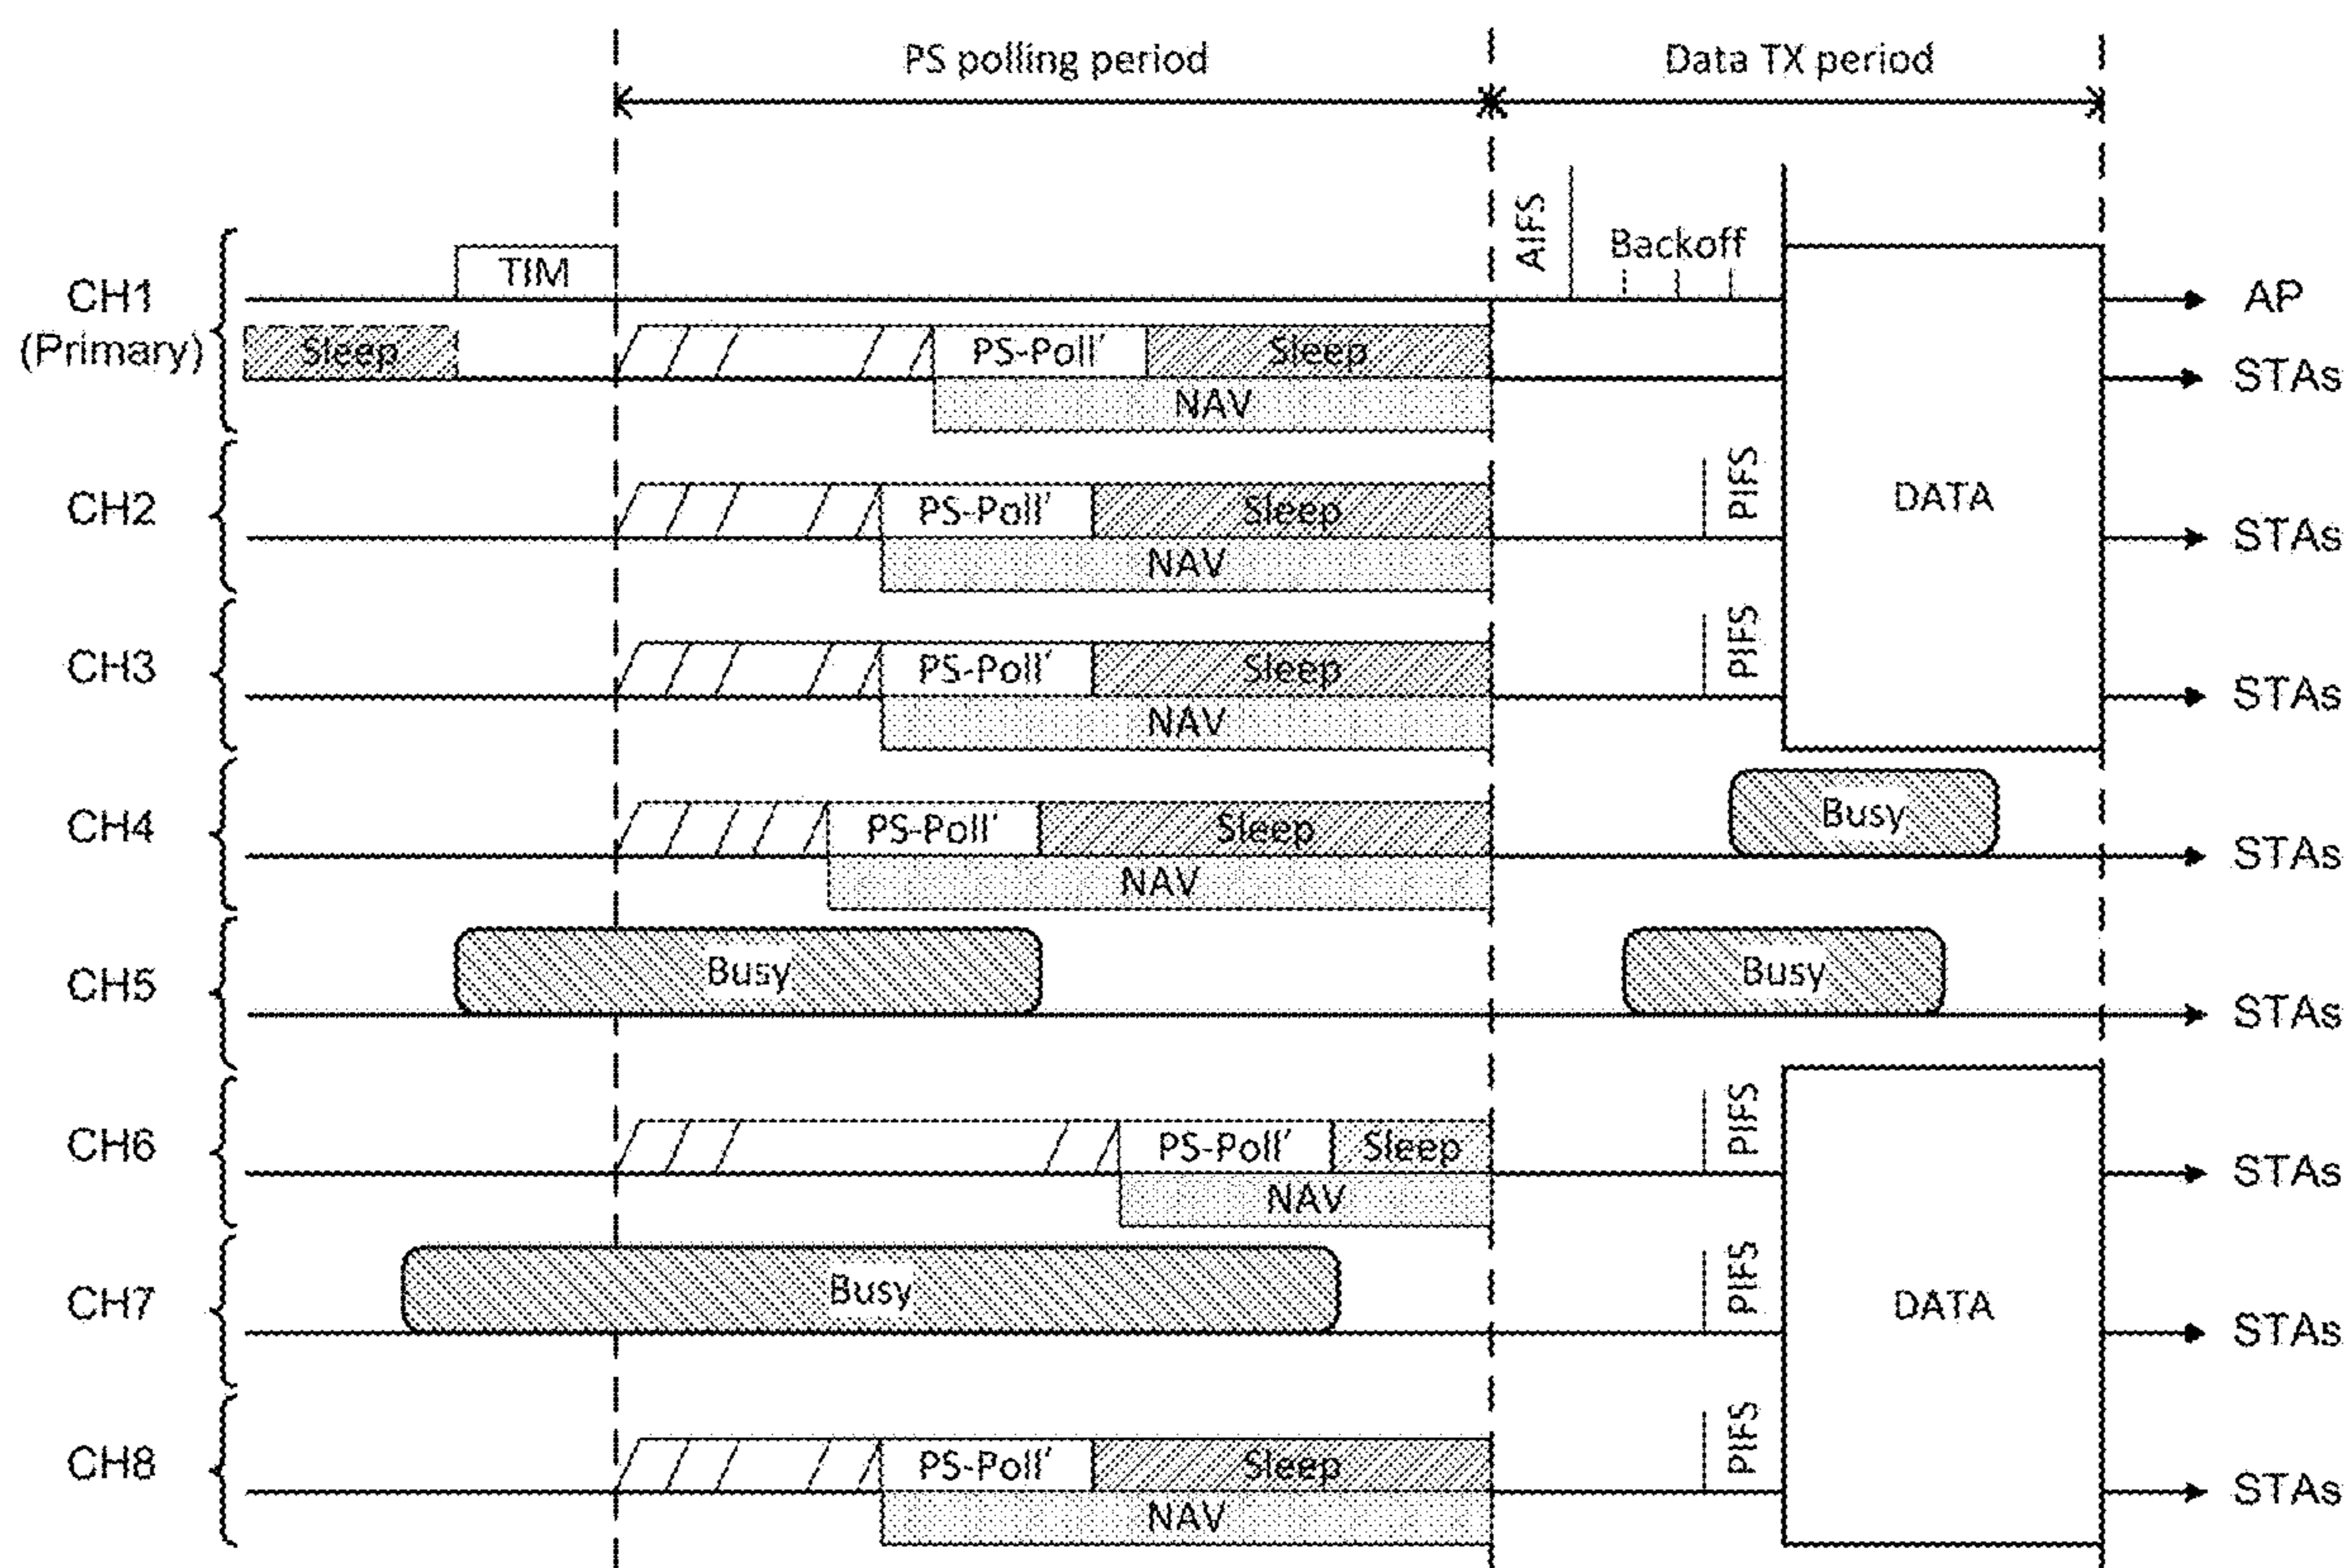 PS polling period
Data TX period
AIFS
Backoff
TIM
CH1
(Primary)
AP
Sleep
PS-Poll'
Sleep
STAs
NAV
CH2
PS-Poll'
Sleep
PIFS
DATA
STAs
NAV
CH3
PS-Poll'
Sleep
PIFS
STAs
NAV
CH4
PS-Poll'
Sleep
Busy
STAs
NAV
CH5
Busy
Busy
STAs
CH6
PS-Poll'
Sleep
PIFS
STAs
NAV
CH7
Busy
PIFS
DATA
STAs
CH8
PS-Poll'
Sleep
PIFS
STAs
NAV